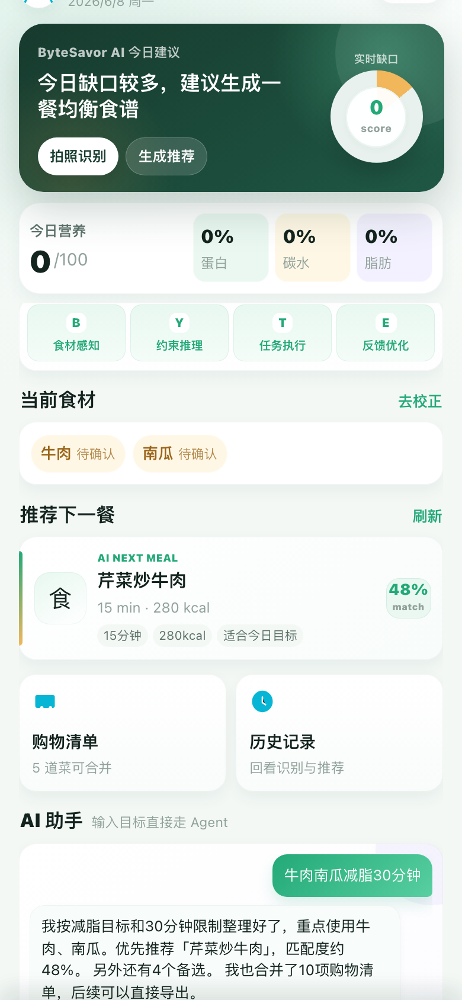 2026/6/8 周一
ByteSavor AI 今日建议
今日缺口较多，建议生成一
餐均衡食谱
拍照识别
生成推荐
实时缺口
0
score
今日营养
0/100
0%
蛋白
0%
碳水
0%
脂肪
B
食材感知
Y
约束推理
T
任务执行
E
反馈优化
当前食材
去校正
牛肉 待确认
南瓜 待确认
推荐下一餐
刷新
食
AI NEXT MEAL
芹菜炒牛肉
15 min · 280 kcal
15分钟
280kcal
适合今日目标
48%
match
购物清单
5 道菜可合并
历史记录
回看识别与推荐
AI 助手 输入目标直接走 Agent
牛肉南瓜减脂30分钟
我按减脂目标和30分钟限制整理好了，重点使用牛
肉、南瓜。优先推荐「芹菜炒牛肉」，匹配度约
48%。 另外还有4个备选。 我也合并了10项购物清
单，后续可以直接导出。